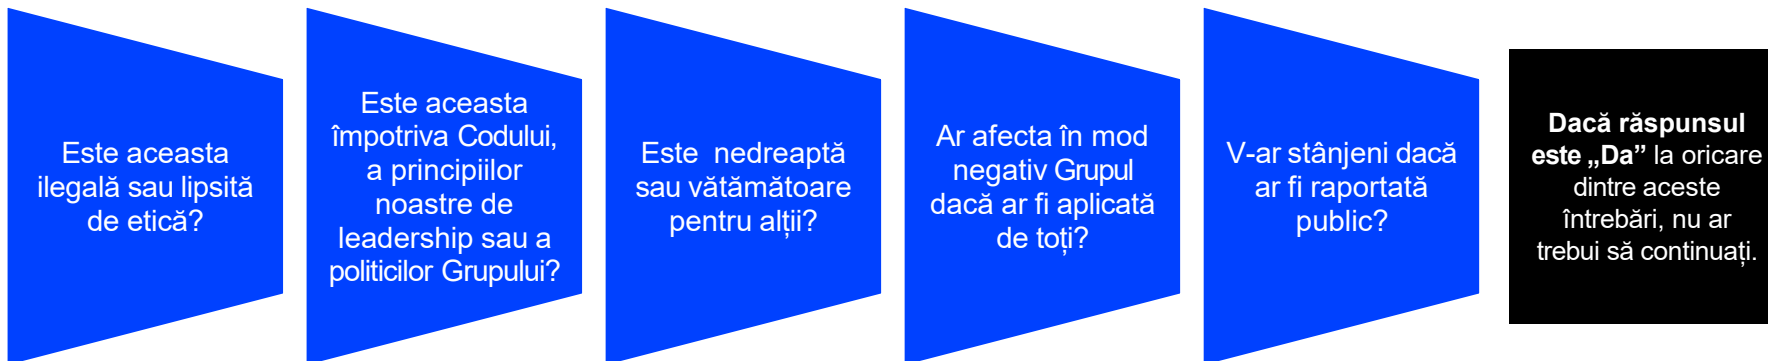 Este aceasta
ilegală sau lipsită
de etică?
Este aceasta
împotriva Codului,
a principiilor
noastre de
leadership sau a
politicilor Grupului?
Este nedreaptă
sau vătămătoare
pentru alții?
Ar afecta în mod
negativ Grupul
dacă ar fi aplicată
de toți?
V-ar stânjeni dacă
ar fi raportată
public?
Dacă răspunsul
este „Da” la oricare
dintre aceste
întrebări, nu ar
trebui să continuați.